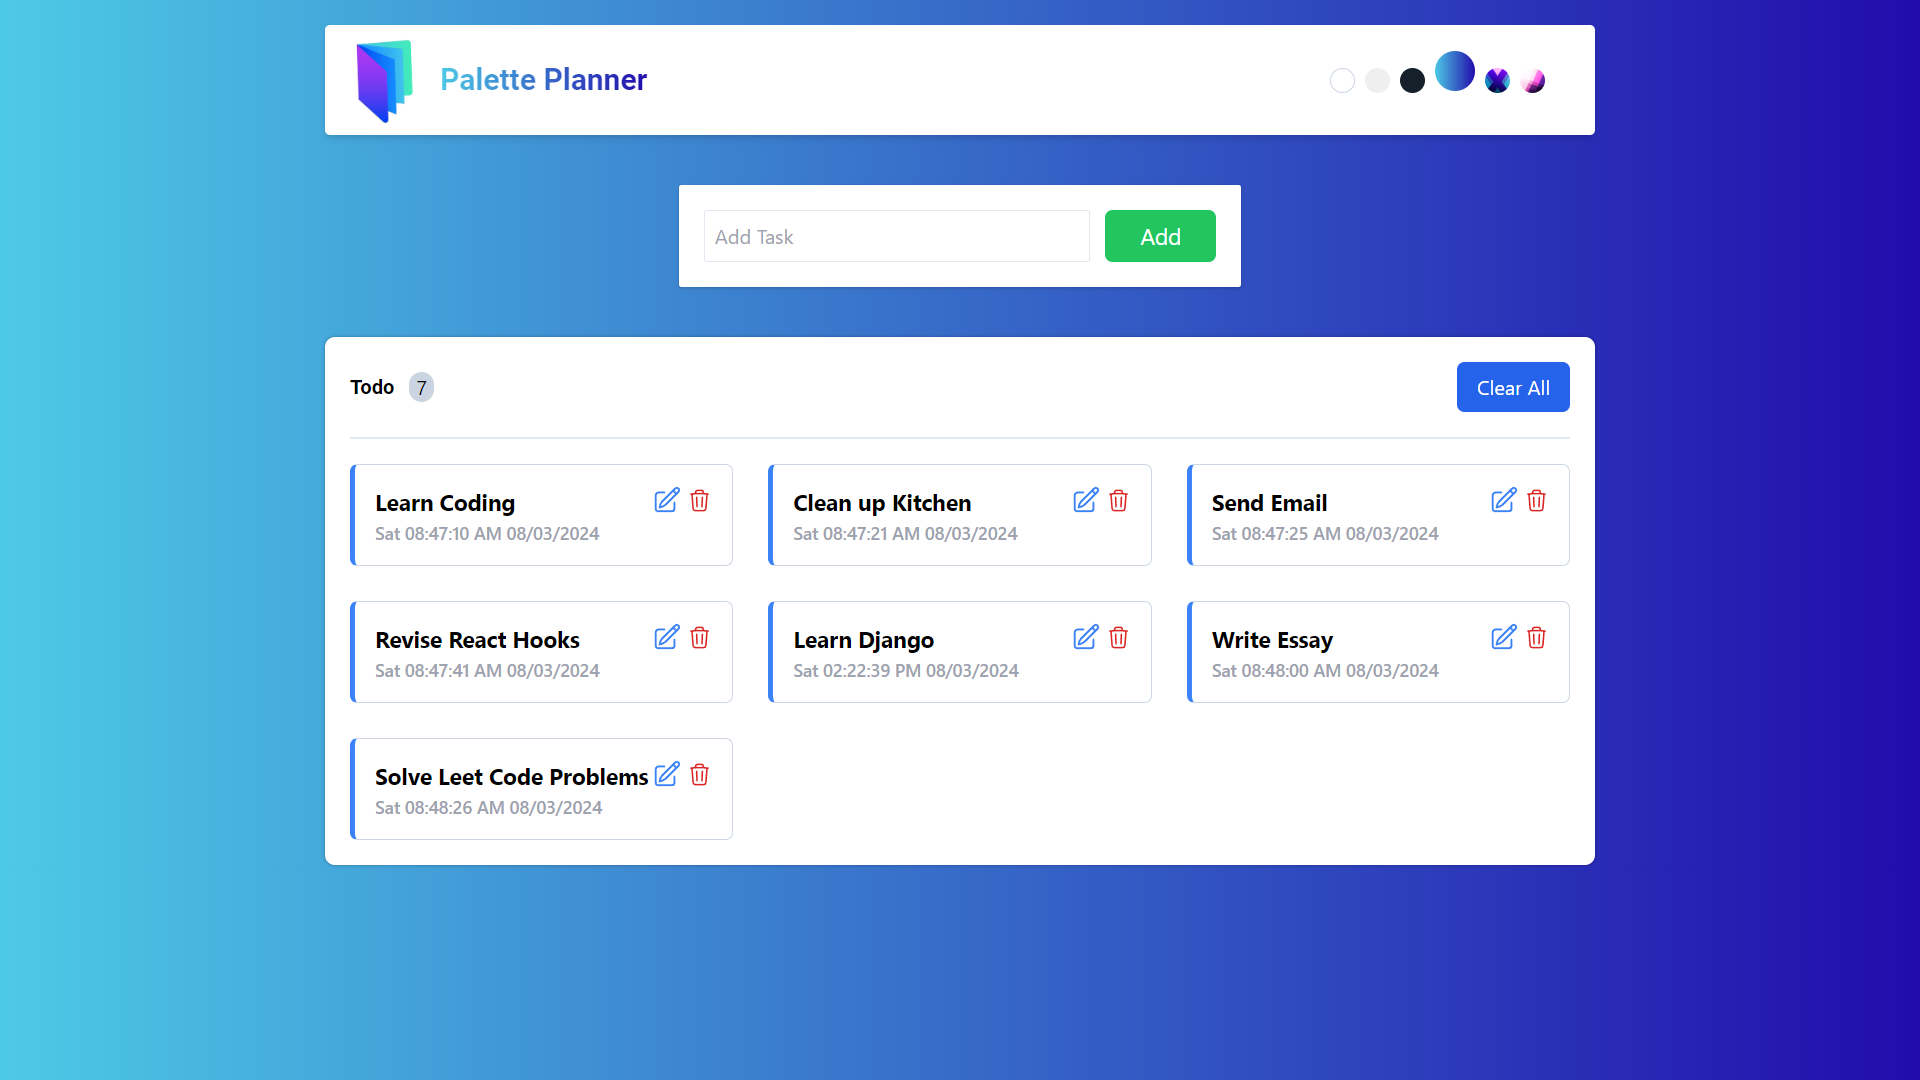 Palette Planner
Add Task
Add
Todo 7
Clear All
Learn Coding
Sat 08:47:10 AM 08/03/2024
Clean up Kitchen
Sat 08:47:21 AM 08/03/2024
Send Email
Sat 08:47:25 AM 08/03/2024
Revise React Hooks
Sat 08:47:41 AM 08/03/2024
Learn Django
Sat 02:22:39 PM 08/03/2024
Write Essay
Sat 08:48:00 AM 08/03/2024
Solve Leet Code Problems
Sat 08:48:26 AM 08/03/2024